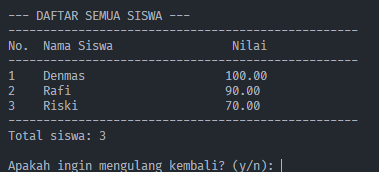 --- DAFTAR SEMUA SISWA ---
--------------------------------------------------
No.  Nama Siswa                 Nilai
--------------------------------------------------
1    Denmas                    100.00
2    Rafi                      90.00
3    Riski                     70.00
--------------------------------------------------
Total siswa: 3

Apakah ingin mengulang kembali? (y/n):